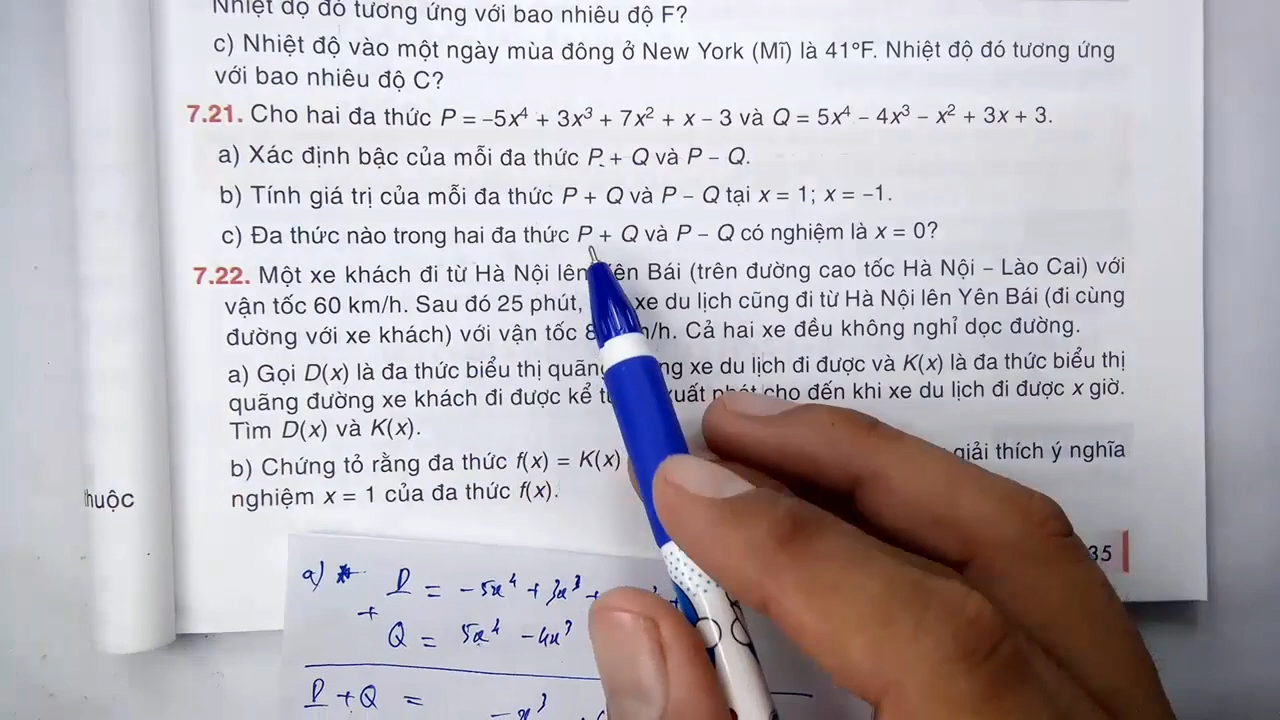 Nhiệt độ đó tương ứng với bao nhiêu độ F?
c) Nhiệt độ vào một ngày mùa đông ở New York (Mĩ) là 41°F. Nhiệt độ đó tương ứng
với bao nhiêu độ C?
7.21. Cho hai đa thức P = –5x⁴ + 3x³ + 7x² + x – 3 và Q = 5x⁴ – 4x³ – x² + 3x + 3.
a) Xác định bậc của mỗi đa thức P + Q và P – Q.
b) Tính giá trị của mỗi đa thức P + Q và P – Q tại x = 1; x = –1.
c) Đa thức nào trong hai đa thức P + Q và P – Q có nghiệm là x = 0?
7.22. Một xe khách đi từ Hà Nội lên Yên Bái (trên đường cao tốc Hà Nội – Lào Cai) với
vận tốc 60 km/h. Sau đó 25 phút, xe du lịch cũng đi từ Hà Nội lên Yên Bái (đi cùng
đường với xe khách) với vận tốc /h. Cả hai xe đều không nghỉ dọc đường.
a) Gọi D(x) là đa thức biểu thị quãng xe du lịch đi được và K(x) là đa thức biểu thị
quãng đường xe khách đi được kể phát cho đến khi xe du lịch đi được x giờ.
Tìm D(x) và K(x).
b) Chứng tỏ rằng đa thức f(x) = K(x) giải thích ý nghĩa
nghiệm x = 1 của đa thức f(x).
thuộc
35
a) P = –5x⁴ + 3x³ +
+
Q = 5x⁴ – 4x³
P + Q = – x³